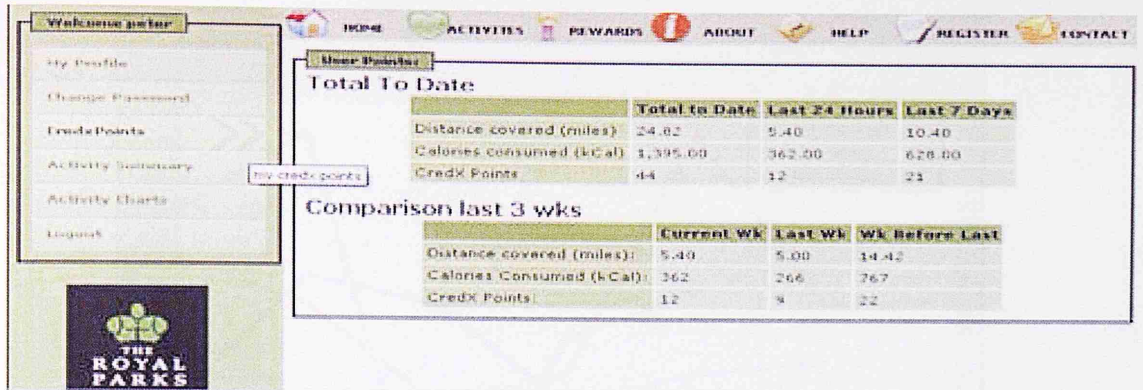 Welcome peter
HOME ACTIVITIES REWARDS ABOUT HELP REGISTER CONTACT
My Profile
Change Password
CredxPoints
Activity Summary
my credx points
Activity Charts
Logout
THE
ROYAL
PARKS
User Points:
Total To Date
Total to Date Last 24 Hours Last 7 Days
Distance covered (miles) 24.82 5.40 10.40
Calories consumed (kCal) 1,395.00 362.00 628.00
CredX Points 44 12 21
Comparison last 3 wks
Current Wk Last Wk Wk Before Last
Distance covered (miles): 5.40 5.00 14.42
Calories Consumed (kCal): 362 266 767
CredX Points: 12 9 22